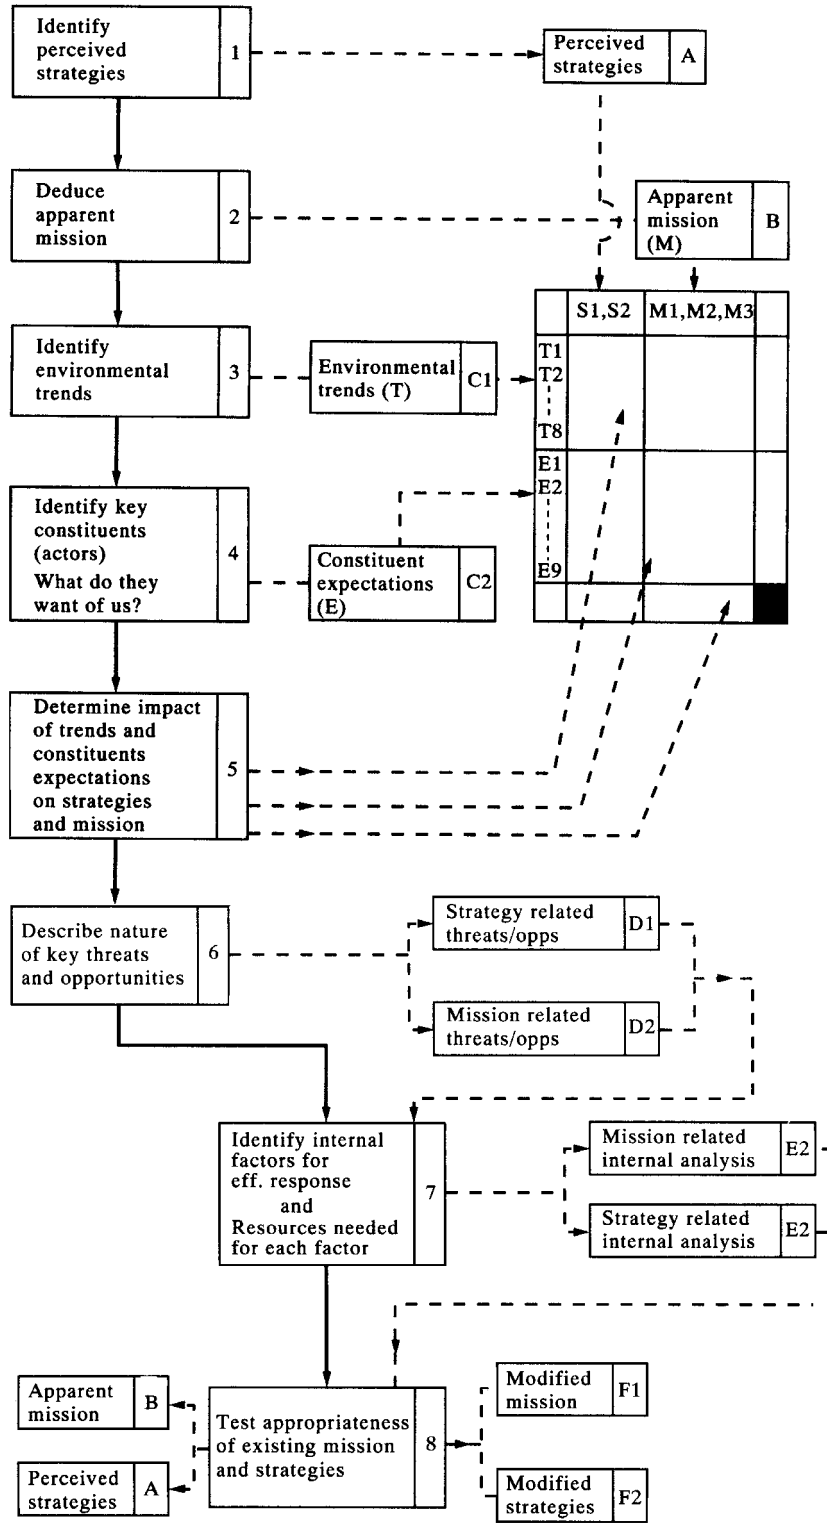 Identify
perceived
strategies
1
Perceived
strategies
A
Deduce
apparent
mission
2
Apparent
mission
(M)
B
S1,S2
M1,M2,M3
T1
T2
T8
E1
E2
E9
Identify
environmental
trends
3
Environmental
trends (T)
C1
Identify key
constituents
(actors)
What do they
want of us?
4
Constituent
expectations
(E)
C2
Determine impact
of trends and
constituents
expectations
on strategies
and mission
5
Describe nature
of key threats
and opportunities
6
Strategy related
threats/opps
D1
Mission related
threats/opps
D2
Identify internal
factors for
eff. response
and
Resources needed
for each factor
7
Mission related
internal analysis
E2
Strategy related
internal analysis
E2
Apparent
mission
B
Perceived
strategies
A
Test appropriateness
of existing mission
and strategies
8
Modified
mission
F1
Modified
strategies
F2